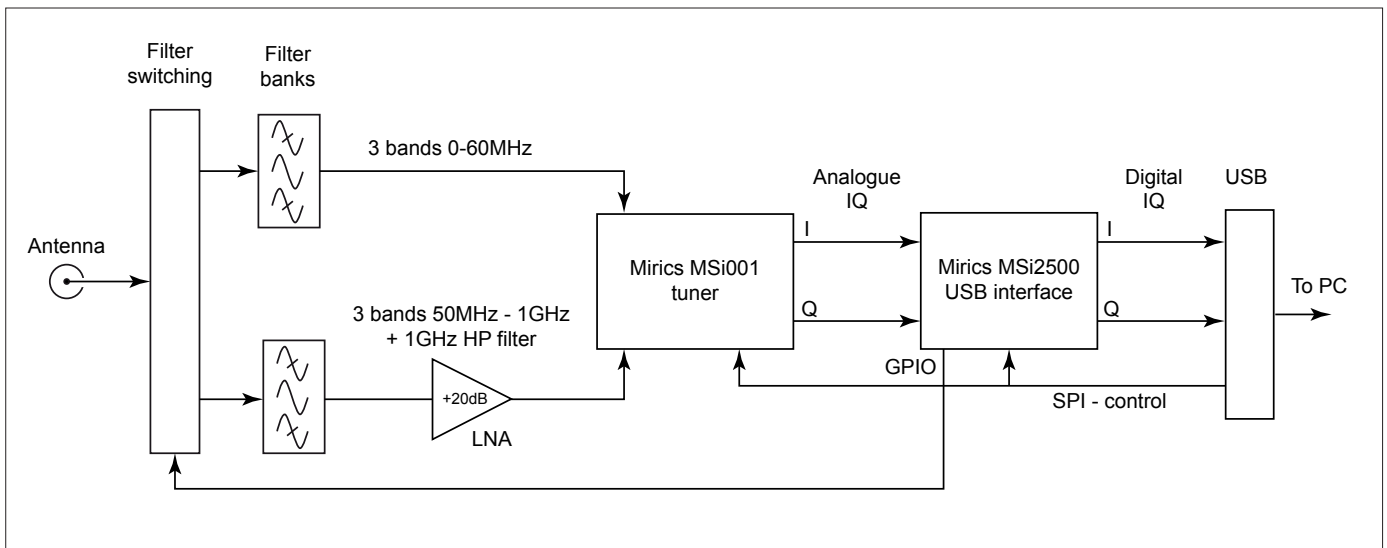 Filter
switching
Filter
banks
3 bands 0-60MHz
Antenna
3 bands 50MHz - 1GHz
+ 1GHz HP filter
+20dB
LNA
Mirics MSi001
tuner
Analogue
IQ
I
Q
Mirics MSi2500
USB interface
GPIO
Digital
IQ
I
Q
USB
To PC
SPI - control